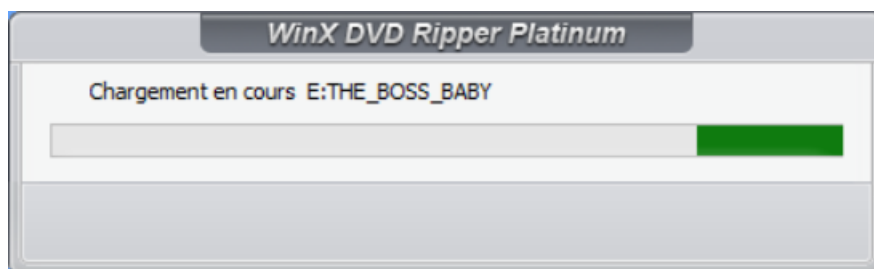 WinX DVD Ripper Platinum
Chargement en cours E:THE_BOSS_BABY